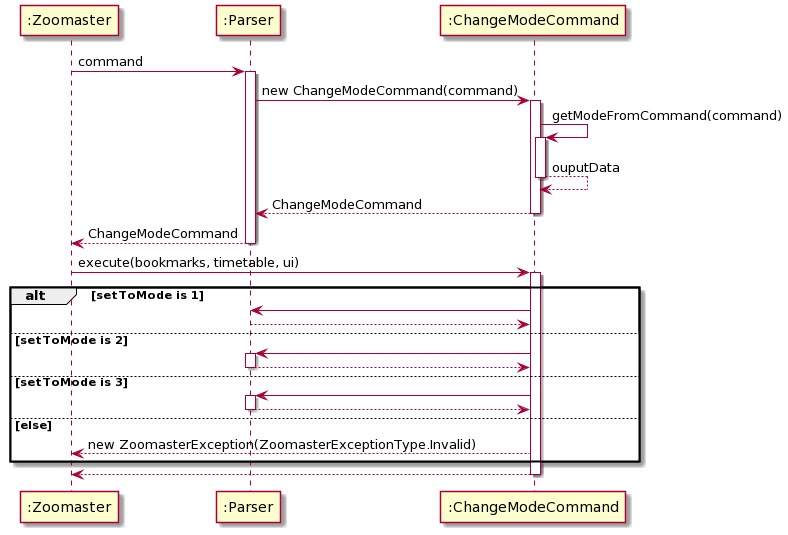 :Zoomaster :Parser :ChangeModeCommand
command
new ChangeModeCommand(command)
getModeFromCommand(command)
ouputData
ChangeModeCommand
ChangeModeCommand
execute(bookmarks, timetable, ui)
alt [setToMode is 1]
[setToMode is 2]
[setToMode is 3]
[else]
new ZoomasterException(ZoomasterExceptionType.Invalid)
:Zoomaster :Parser :ChangeModeCommand